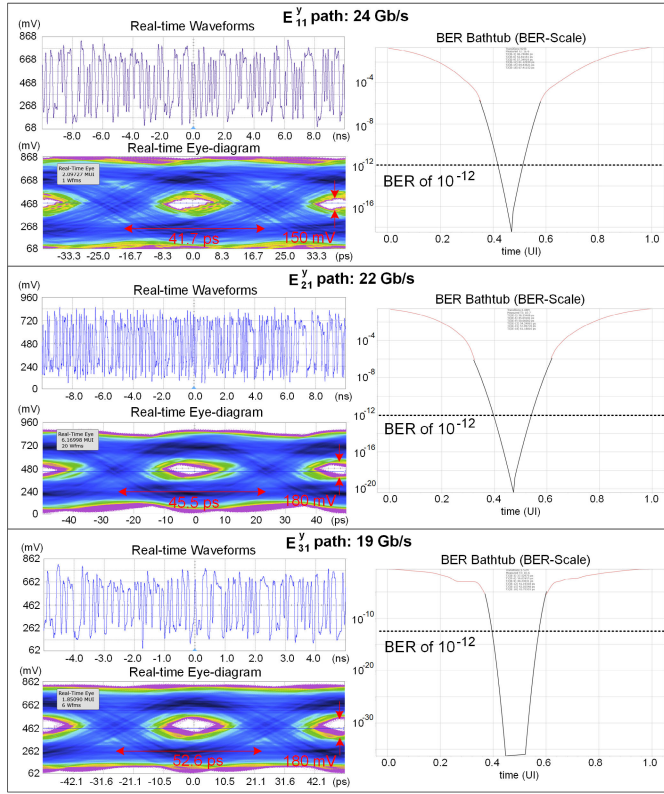 E y 11 path: 24 Gb/s
(mV) Real-time Waveforms
868
668
468
268
68
-8.0 -6.0 -4.0 -2.0 0.0 2.0 4.0 6.0 8.0 (ns)
(mV) Real-time Eye-diagram
868
668
468
268
68
Real-Time Eye
2.09727 MUI
1 Wfms
41.7 ps
150 mV
-33.3 -25.0 -16.7 -8.3 0.0 8.3 16.7 25.0 33.3 (ps)
BER Bathtub (BER-Scale)
10-4
10-12
10-16
BER of 10-12
0.0 0.2 0.4 0.6 0.8 1.0
time (UI)
E y 21 path: 22 Gb/s
(mV) Real-time Waveforms
960
720
480
240
0
-8.0 -6.0 -4.0 -2.0 0.0 2.0 4.0 6.0 8.0 (ns)
(mV) Real-time Eye-diagram
960
720
480
240
0
Real-Time Eye
6.16998 MUI
20 Wfms
45.5 ps
180 mV
-40 -30 -20 -10 0.0 10 20 30 40 (ps)
BER Bathtub (BER-Scale)
10-4
10-12
10-16
10-20
BER of 10-12
0.0 0.2 0.4 0.6 0.8 1.0
time (UI)
E y 31 path: 19 Gb/s
(mV) Real-time Waveforms
862
662
462
262
62
-4.0 -3.0 -2.0 -1.0 0.0 1.0 2.0 3.0 4.0 (ns)
(mV) Real-time Eye-diagram
862
662
462
262
62
Real-Time Eye
1.85090 MUI
6 Wfms
52.6 ps
180 mV
-42.1 -31.6 -21.1 -10.5 0.0 10.5 21.1 31.6 42.1 (ps)
BER Bathtub (BER-Scale)
10-10
10-20
10-30
BER of 10-12
0.0 0.2 0.4 0.6 0.8 1.0
time (UI)